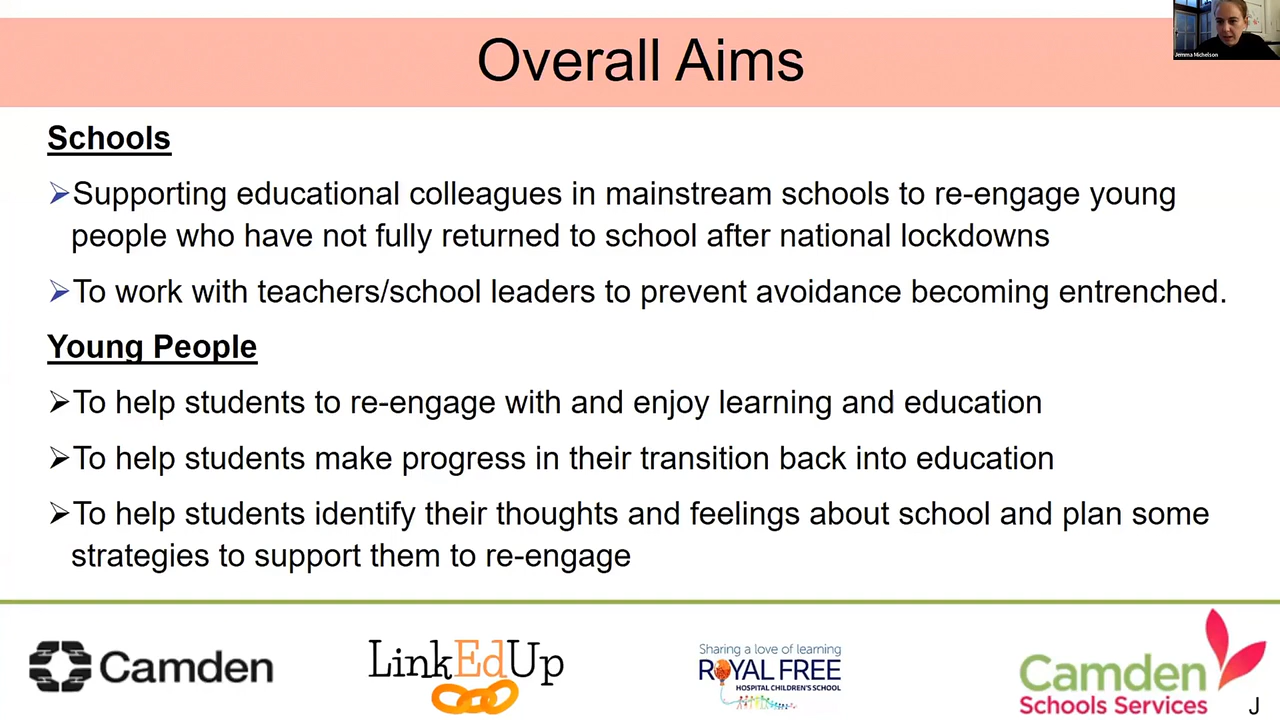 Overall Aims
Jemma Michelson
Schools
Supporting educational colleagues in mainstream schools to re-engage young
people who have not fully returned to school after national lockdowns
To work with teachers/school leaders to prevent avoidance becoming entrenched.
Young People
To help students to re-engage with and enjoy learning and education
To help students make progress in their transition back into education
To help students identify their thoughts and feelings about school and plan some
strategies to support them to re-engage
Camden
LinkEdUp
Sharing a love of learning
ROYAL FREE
HOSPITAL CHILDREN'S SCHOOL
Camden
Schools Services
J